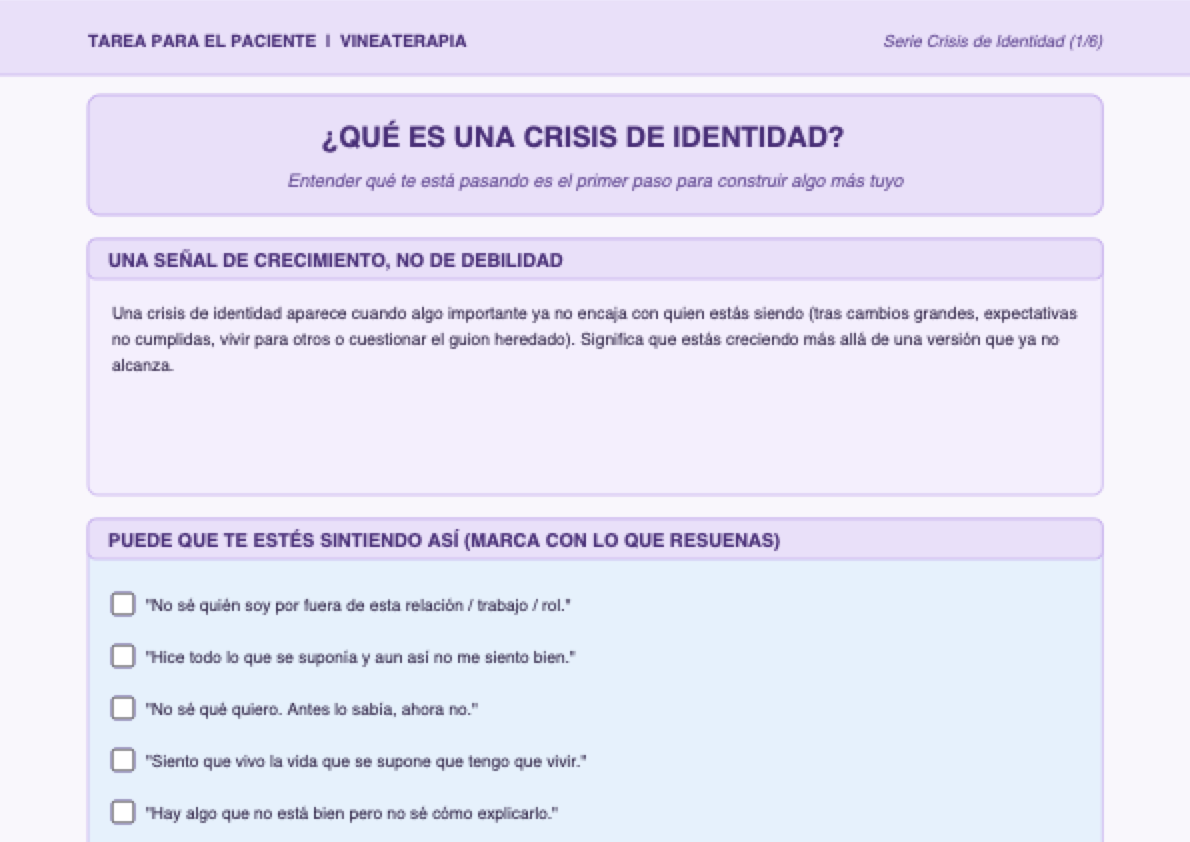 TAREA PARA EL PACIENTE | VINEATERAPIA
Serie Crisis de Identidad (1/6)
¿QUÉ ES UNA CRISIS DE IDENTIDAD?
Entender qué te está pasando es el primer paso para construir algo más tuyo
UNA SEÑAL DE CRECIMIENTO, NO DE DEBILIDAD
Una crisis de identidad aparece cuando algo importante ya no encaja con quien estás siendo (tras cambios grandes, expectativas
no cumplidas, vivir para otros o cuestionar el guion heredado). Significa que estás creciendo más allá de una versión que ya no
alcanza.
PUEDE QUE TE ESTÉS SINTIENDO ASÍ (MARCA CON LO QUE RESUENAS)
"No sé quién soy por fuera de esta relación / trabajo / rol."
"Hice todo lo que se suponía y aun así no me siento bien."
"No sé qué quiero. Antes lo sabía, ahora no."
"Siento que vivo la vida que se supone que tengo que vivir."
"Hay algo que no está bien pero no sé cómo explicarlo."